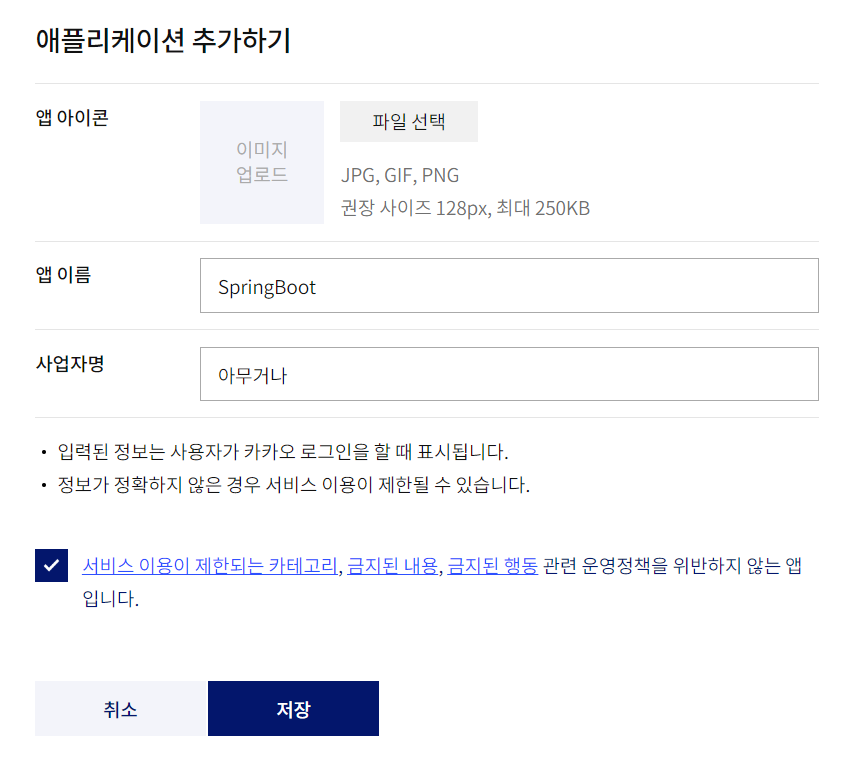 애플리케이션 추가하기
앱 아이콘
이미지
업로드
파일 선택
JPG, GIF, PNG
권장 사이즈 128px, 최대 250KB
앱 이름
SpringBoot
사업자명
아무거나
• 입력된 정보는 사용자가 카카오 로그인을 할 때 표시됩니다.
• 정보가 정확하지 않은 경우 서비스 이용이 제한될 수 있습니다.
서비스 이용이 제한되는 카테고리, 금지된 내용, 금지된 행동 관련 운영정책을 위반하지 않는 앱
입니다.
취소
저장